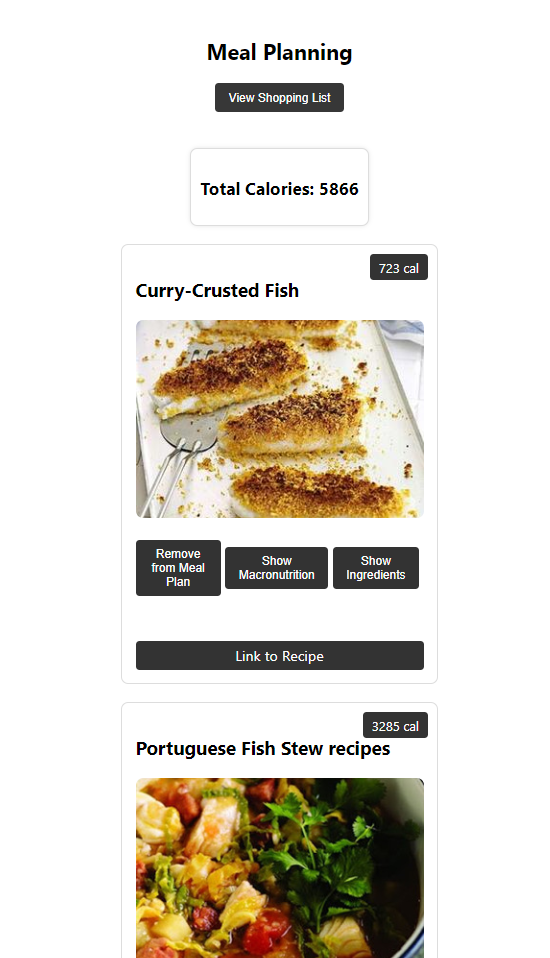 Meal Planning
View Shopping List
Total Calories: 5866
723 cal
Curry-Crusted Fish
Remove
from Meal
Plan
Show
Macronutrition
Show
Ingredients
Link to Recipe
3285 cal
Portuguese Fish Stew recipes